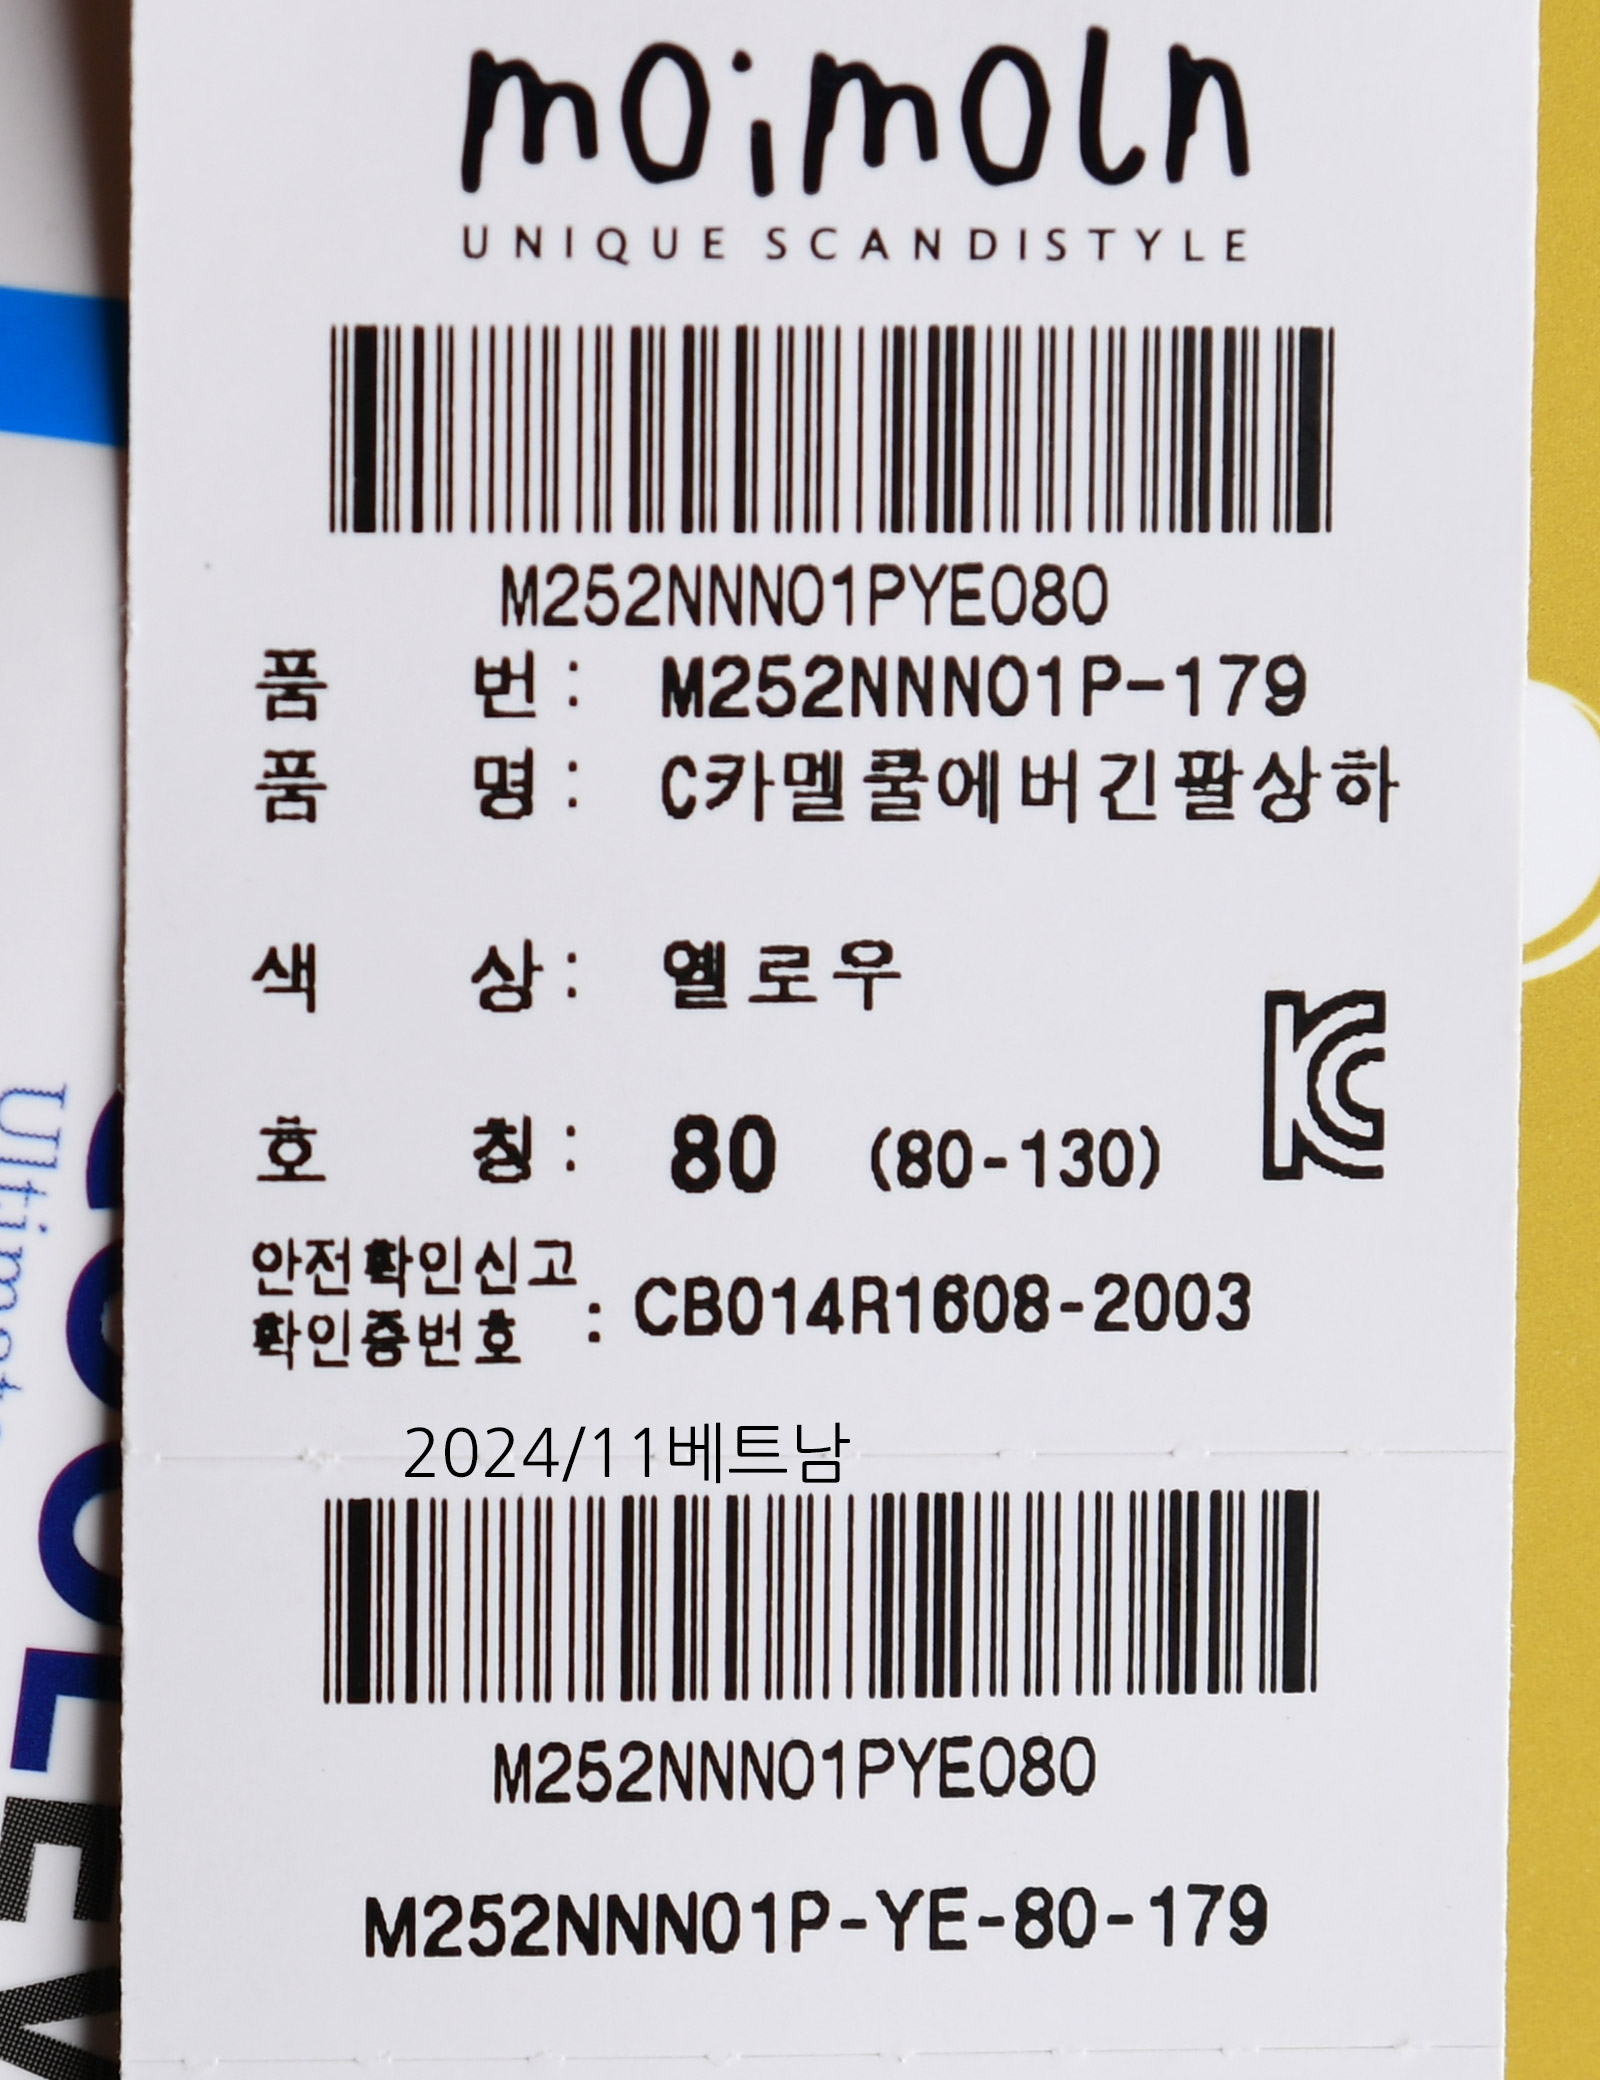 moimoln
UNIQUE SCANDISTYLE
M252NNN01PYE080
품 번 : M252NNN01P-179
품 명 : C카멜쿨에버긴팔상하
색 상 : 옐로우
호 칭 : 80 (80-130)
안전확인신고
확인증번호 : CB014R1608-2003
2024/11베트남
M252NNN01PYE080
M252NNN01P-YE-80-179
KC